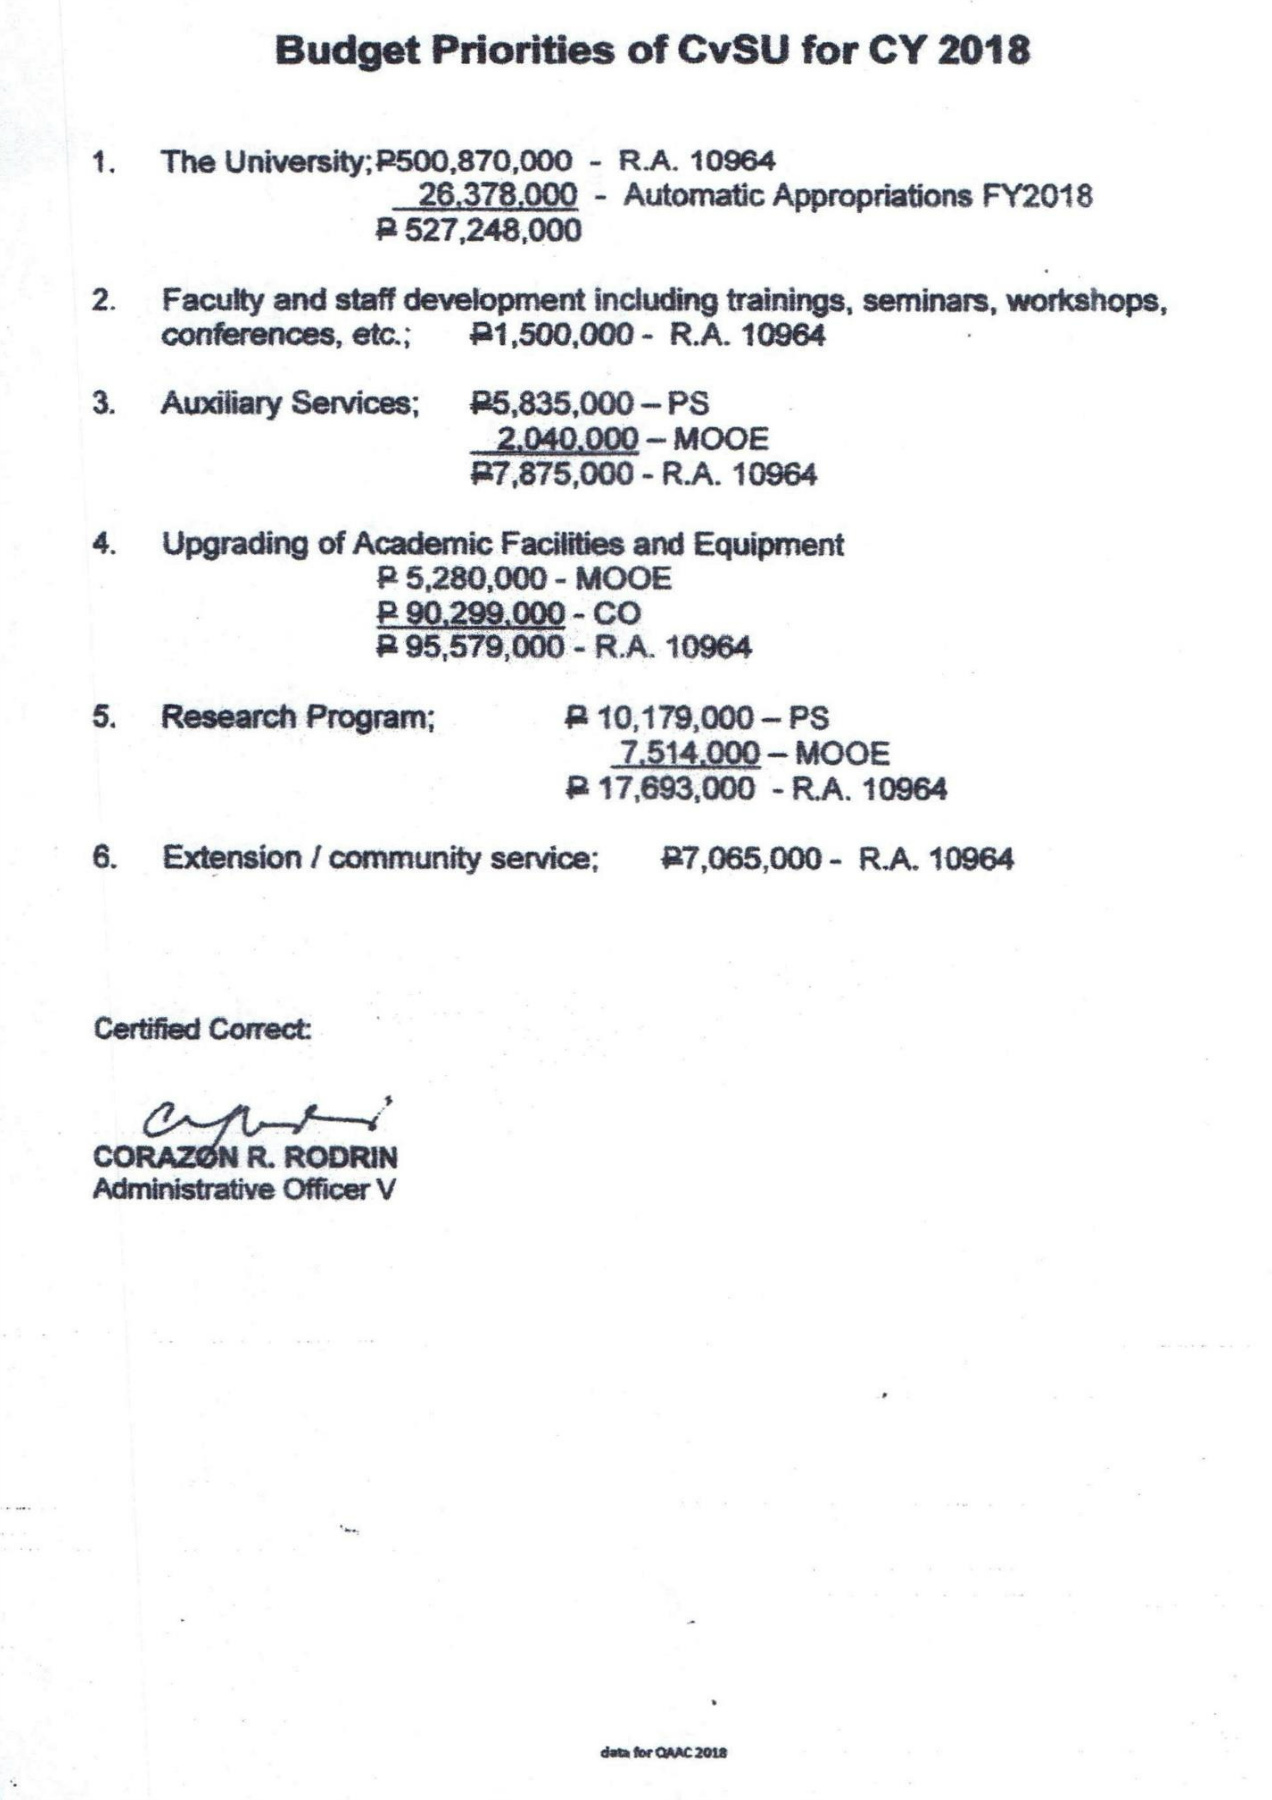 Budget Priorities of CvSU for CY 2018
1. The University; ₱500,870,000 - R.A. 10964
26,378,000 - Automatic Appropriations FY2018
₱ 527,248,000
2. Faculty and staff development including trainings, seminars, workshops,
conferences, etc.; ₱1,500,000 - R.A. 10964
3. Auxiliary Services; ₱5,835,000 – PS
2,040,000 – MOOE
₱7,875,000 - R.A. 10964
4. Upgrading of Academic Facilities and Equipment
₱ 5,280,000 - MOOE
₱ 90,299,000 - CO
₱ 95,579,000 - R.A. 10964
5. Research Program; ₱ 10,179,000 – PS
7,514,000 – MOOE
₱ 17,693,000 - R.A. 10964
6. Extension / community service; ₱7,065,000 - R.A. 10964
Certified Correct:
CORAZON R. RODRIN
Administrative Officer V
data for QAAC 2018